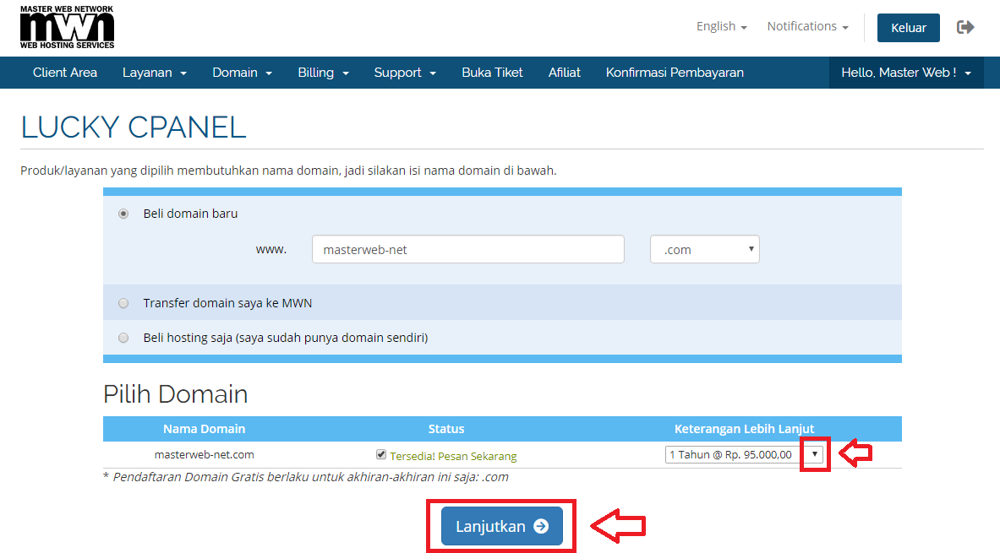 MASTER WEB NETWORK
mwn
WEB HOSTING SERVICES
English
Notifications
Keluar
Client Area
Layanan
Domain
Billing
Support
Buka Tiket
Afiliat
Konfirmasi Pembayaran
Hello, Master Web !
LUCKY CPANEL
Produk/layanan yang dipilih membutuhkan nama domain, jadi silakan isi nama domain di bawah.
Beli domain baru
www.
masterweb-net
.com
Transfer domain saya ke MWN
Beli hosting saja (saya sudah punya domain sendiri)
Pilih Domain
Nama Domain
Status
Keterangan Lebih Lanjut
masterweb-net.com
Tersedia! Pesan Sekarang
1 Tahun @ Rp. 95.000,00
* Pendaftaran Domain Gratis berlaku untuk akhiran-akhiran ini saja: .com
Lanjutkan